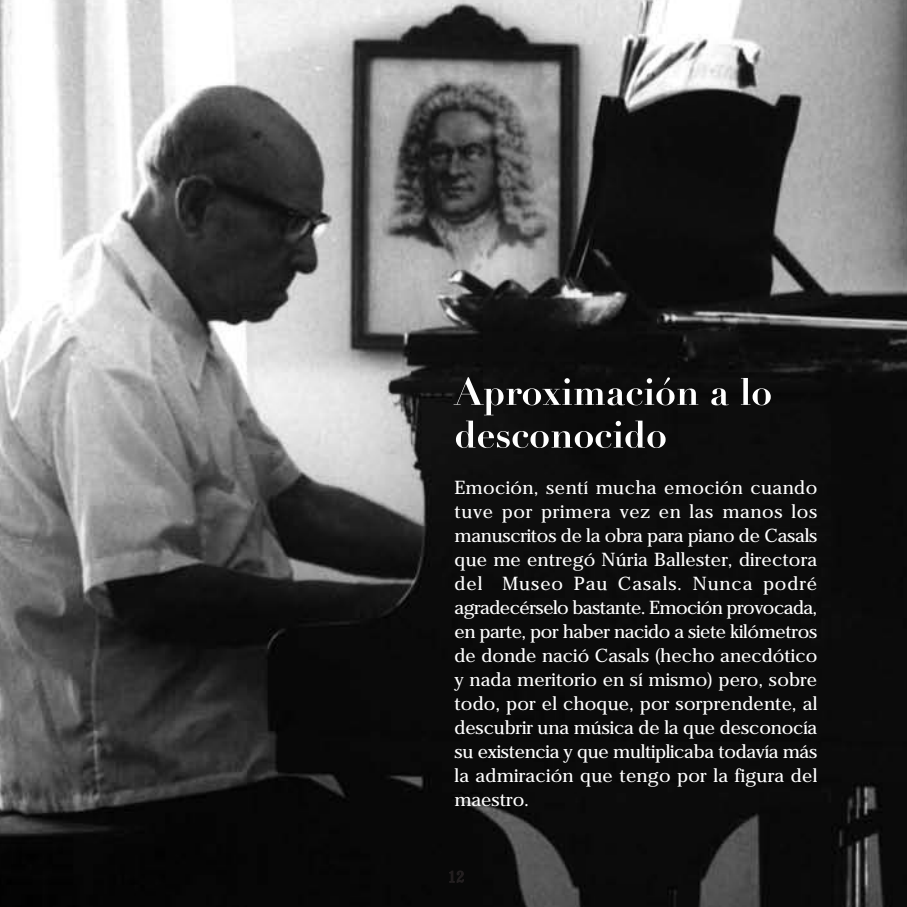 Aproximación a lo
desconocido
Emoción, sentí mucha emoción cuando
tuve por primera vez en las manos los
manuscritos de la obra para piano de Casals
que me entregó Núria Ballester, directora
del Museo Pau Casals. Nunca podré
agradecérselo bastante. Emoción provocada,
en parte, por haber nacido a siete kilómetros
de donde nació Casals (hecho anecdótico
y nada meritorio en sí mismo) pero, sobre
todo, por el choque, por sorprendente, al
descubrir una música de la que desconocía
su existencia y que multiplicaba todavía más
la admiración que tengo por la figura del
maestro.
12